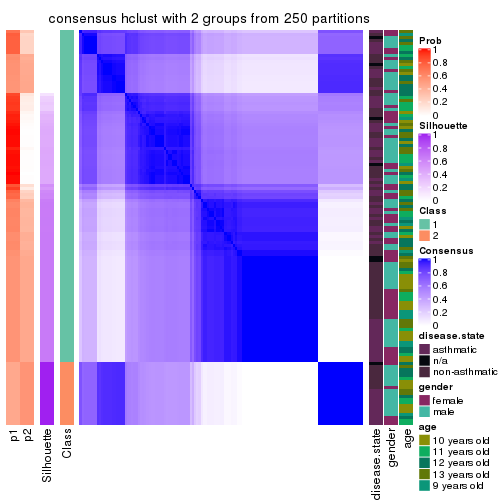 consensus hclust with 2 groups from 250 partitions
Prob
1
0.8
0.6
0.4
0.2
0
Silhouette
1
0.8
0.6
0.4
0.2
0
Class
1
2
Consensus
1
0.8
0.6
0.4
0.2
0
disease.state
asthmatic
n/a
non-asthmatic
gender
female
male
age
10 years old
11 years old
12 years old
13 years old
9 years old
p1
p2
Silhouette
Class
disease.state
gender
age